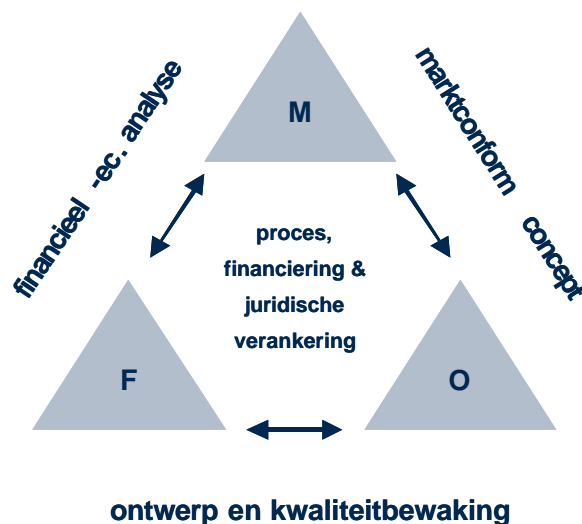 financieel -ec. analyse
marktconform concept
M
proces,
financiering &
juridische
verankering
F
O
ontwerp en kwaliteitbewaking